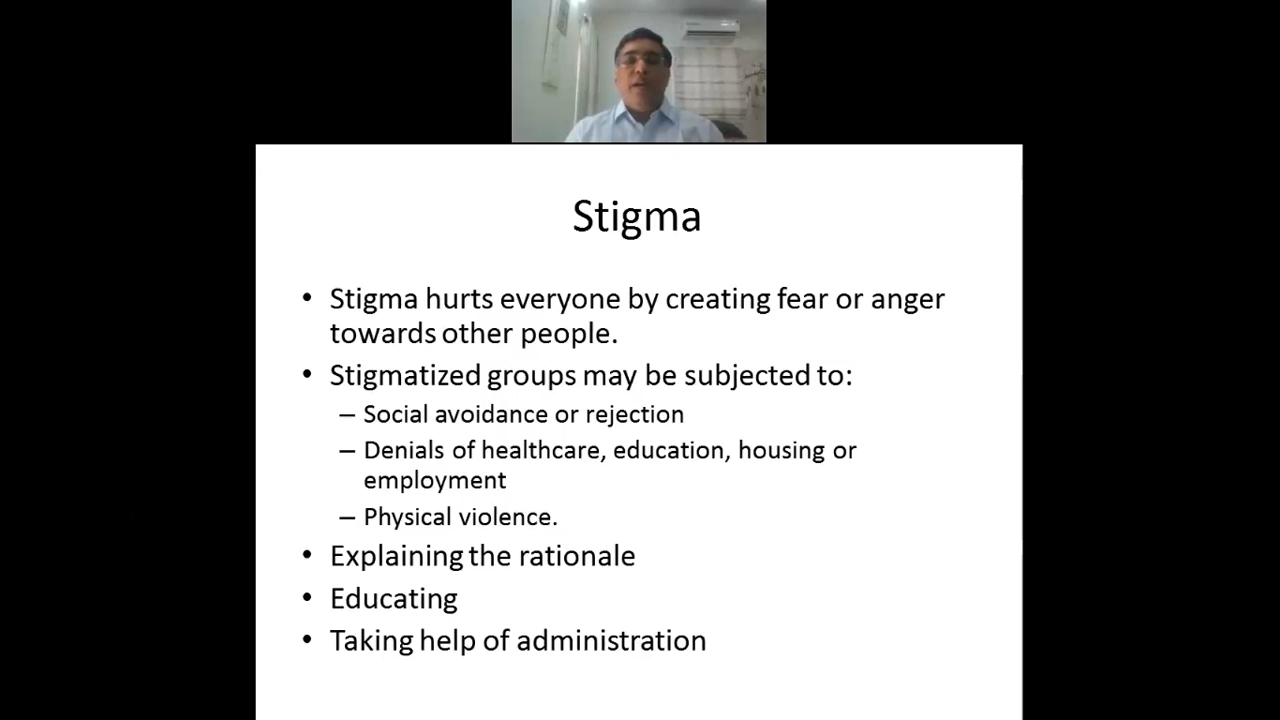 Stigma
• Stigma hurts everyone by creating fear or anger
towards other people.
• Stigmatized groups may be subjected to:
– Social avoidance or rejection
– Denials of healthcare, education, housing or
employment
– Physical violence.
• Explaining the rationale
• Educating
• Taking help of administration